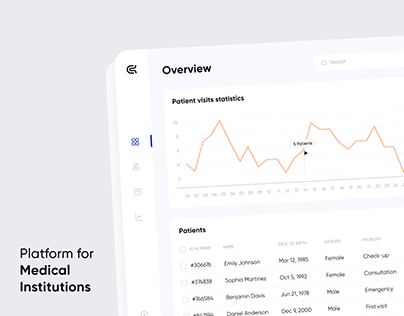 Overview
Search
Patient visits statistics
10
8
6
4
2
5 Patients
01 02 03 04 05 06 07 08 09 10 11 12 13 14 15 16 17 18 19 20 21 22 23 24
Patients
ID NUMBER NAME DATE OF BIRTH GENDER PROBLEM
#306676 Emily Johnson Mar 12, 1985 Female Check-up
#374838 Sophia Martinez Oct 5, 1992 Female Consultation
#746584 Benjamin Davis Jun 21, 1978 Male Emergency
Daniel Anderson Dec 9, 2000 Male First visit
Platform for
Medical
Institutions